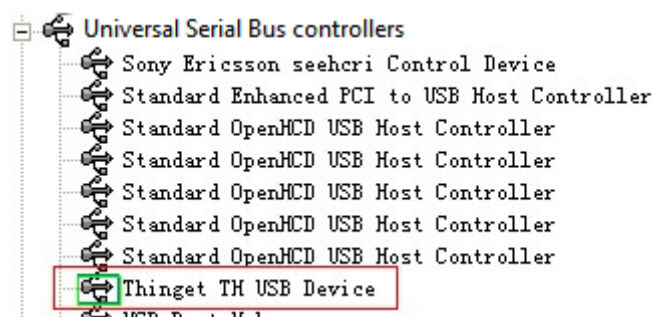 Universal Serial Bus controllers
Sony Ericsson seehcri Control Device
Standard Enhanced PCI to USB Host Controller
Standard OpenHCD USB Host Controller
Standard OpenHCD USB Host Controller
Standard OpenHCD USB Host Controller
Standard OpenHCD USB Host Controller
Standard OpenHCD USB Host Controller
Thinget TH USB Device